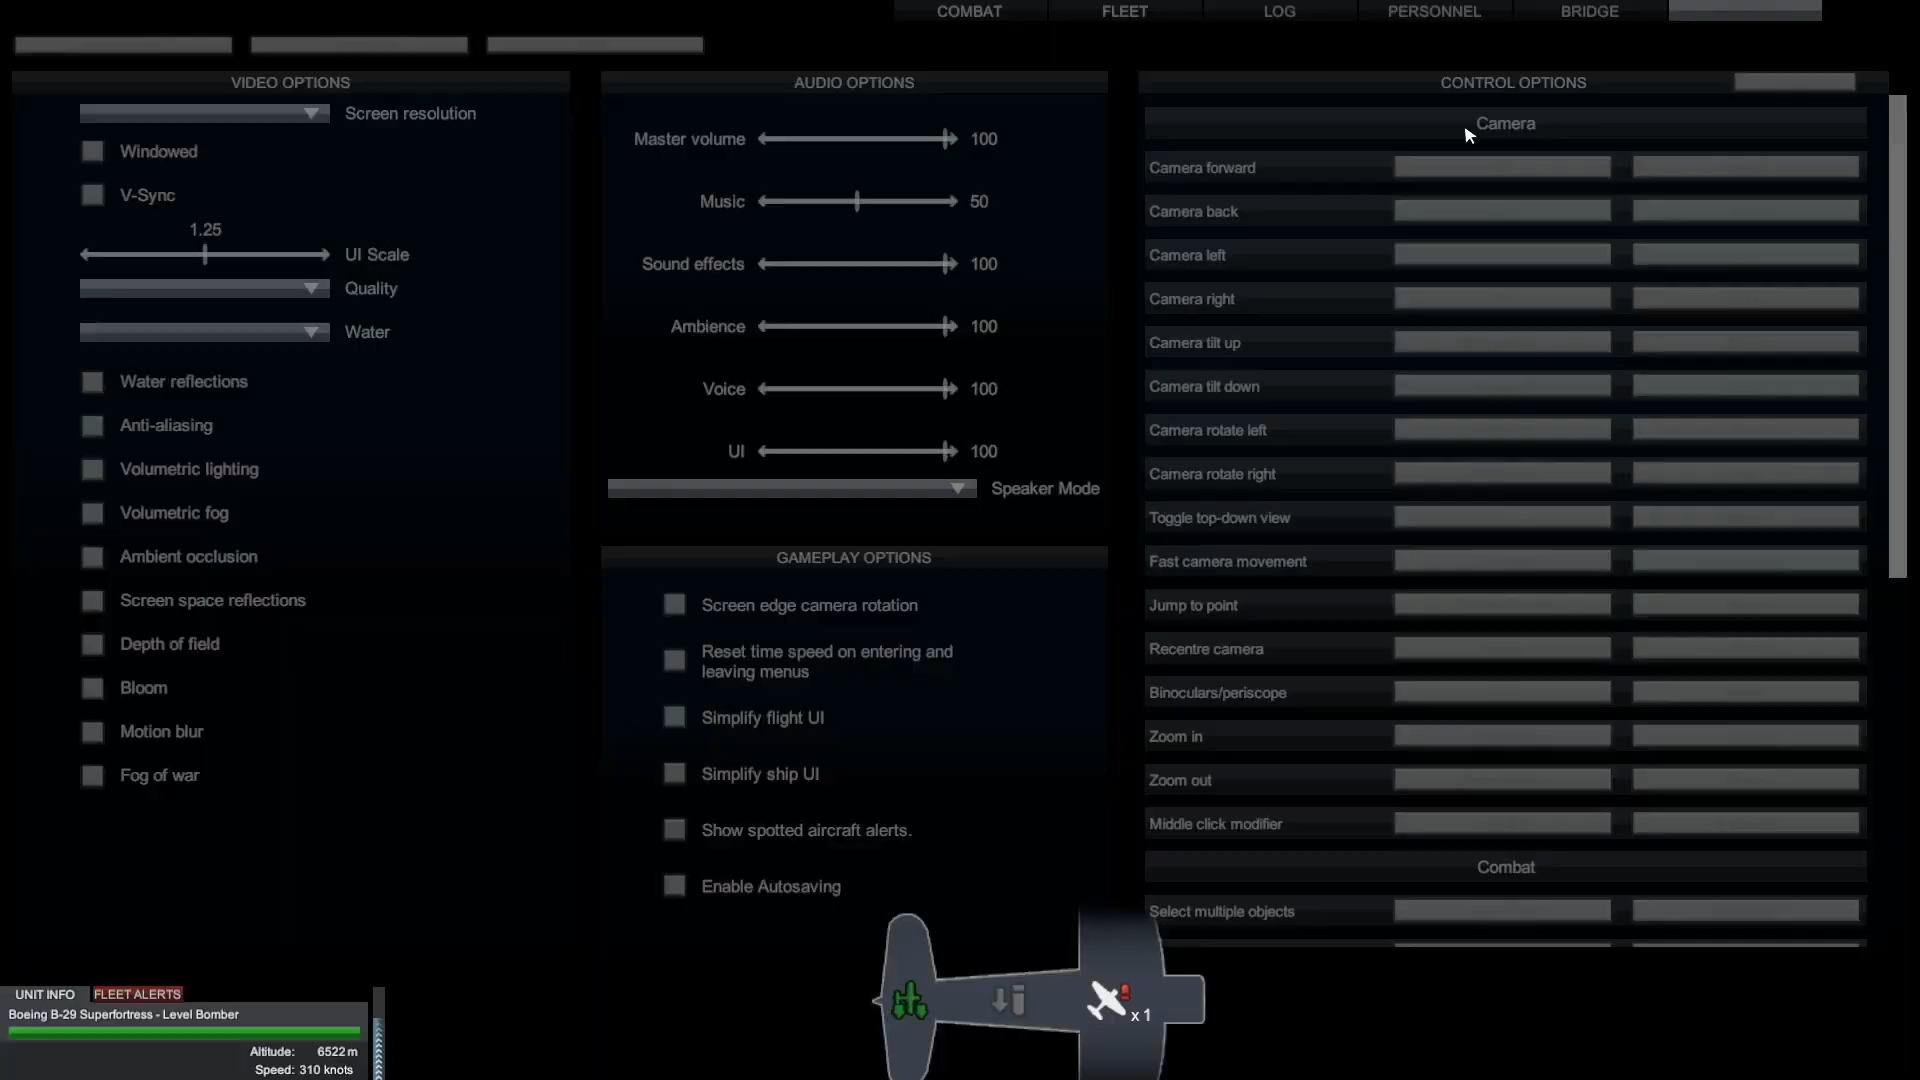 COMBAT FLEET LOG PERSONNEL BRIDGE
VIDEO OPTIONS
Screen resolution
Windowed
V-Sync
1.25
UI Scale
Quality
Water
Water reflections
Anti-aliasing
Volumetric lighting
Volumetric fog
Ambient occlusion
Screen space reflections
Depth of field
Bloom
Motion blur
Fog of war
AUDIO OPTIONS
Master volume 100
Music 50
Sound effects 100
Ambience 100
Voice 100
UI 100
Speaker Mode
GAMEPLAY OPTIONS
Screen edge camera rotation
Reset time speed on entering and
leaving menus
Simplify flight UI
Simplify ship UI
Show spotted aircraft alerts.
Enable Autosaving
CONTROL OPTIONS
Camera
Camera forward
Camera back
Camera left
Camera right
Camera tilt up
Camera tilt down
Camera rotate left
Camera rotate right
Toggle top-down view
Fast camera movement
Jump to point
Recentre camera
Binoculars/periscope
Zoom in
Zoom out
Middle click modifier
Combat
Select multiple objects
UNIT INFO FLEET ALERTS
Boeing B-29 Superfortress - Level Bomber
Altitude: 6522 m
Speed: 310 knots
x 1